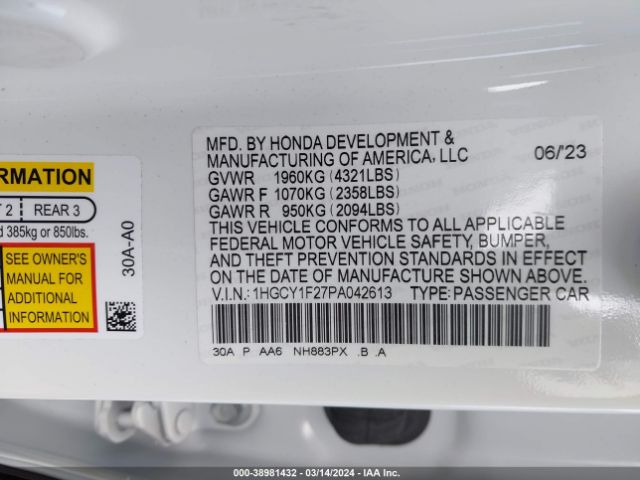 MFD. BY HONDA DEVELOPMENT &
MANUFACTURING OF AMERICA, LLC 06/'23
GVWR 1960KG (4321LBS)
GAWR F 1070KG (2358LBS)
GAWR R 950KG (2094LBS)
THIS VEHICLE CONFORMS TO ALL APPLICABLE
FEDERAL MOTOR VEHICLE SAFETY, BUMPER,
AND THEFT PREVENTION STANDARDS IN EFFECT
ON THE DATE OF MANUFACTURE SHOWN ABOVE.
V.I.N.: 1HGCY1F27PA042613 TYPE: PASSENGER CAR
30A P AA6 NH883PX .B .A
2 REAR 3
385kg or 850lbs.
SEE OWNER'S
MANUAL FOR
ADDITIONAL
INFORMATION
30A-A0
000-38981432 - 03/14/2024 - IAA Inc.